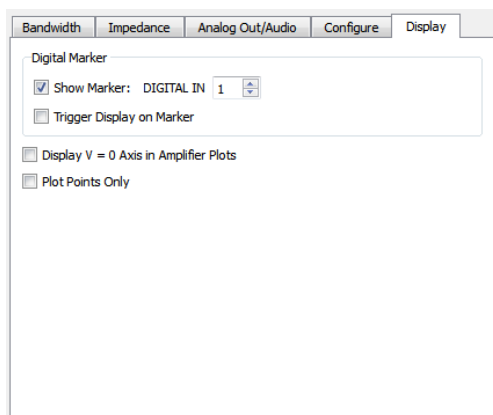 Bandwidth Impedance Analog Out/Audio Configure Display
Digital Marker
Show Marker: DIGITAL IN 1
Trigger Display on Marker
Display V = 0 Axis in Amplifier Plots
Plot Points Only